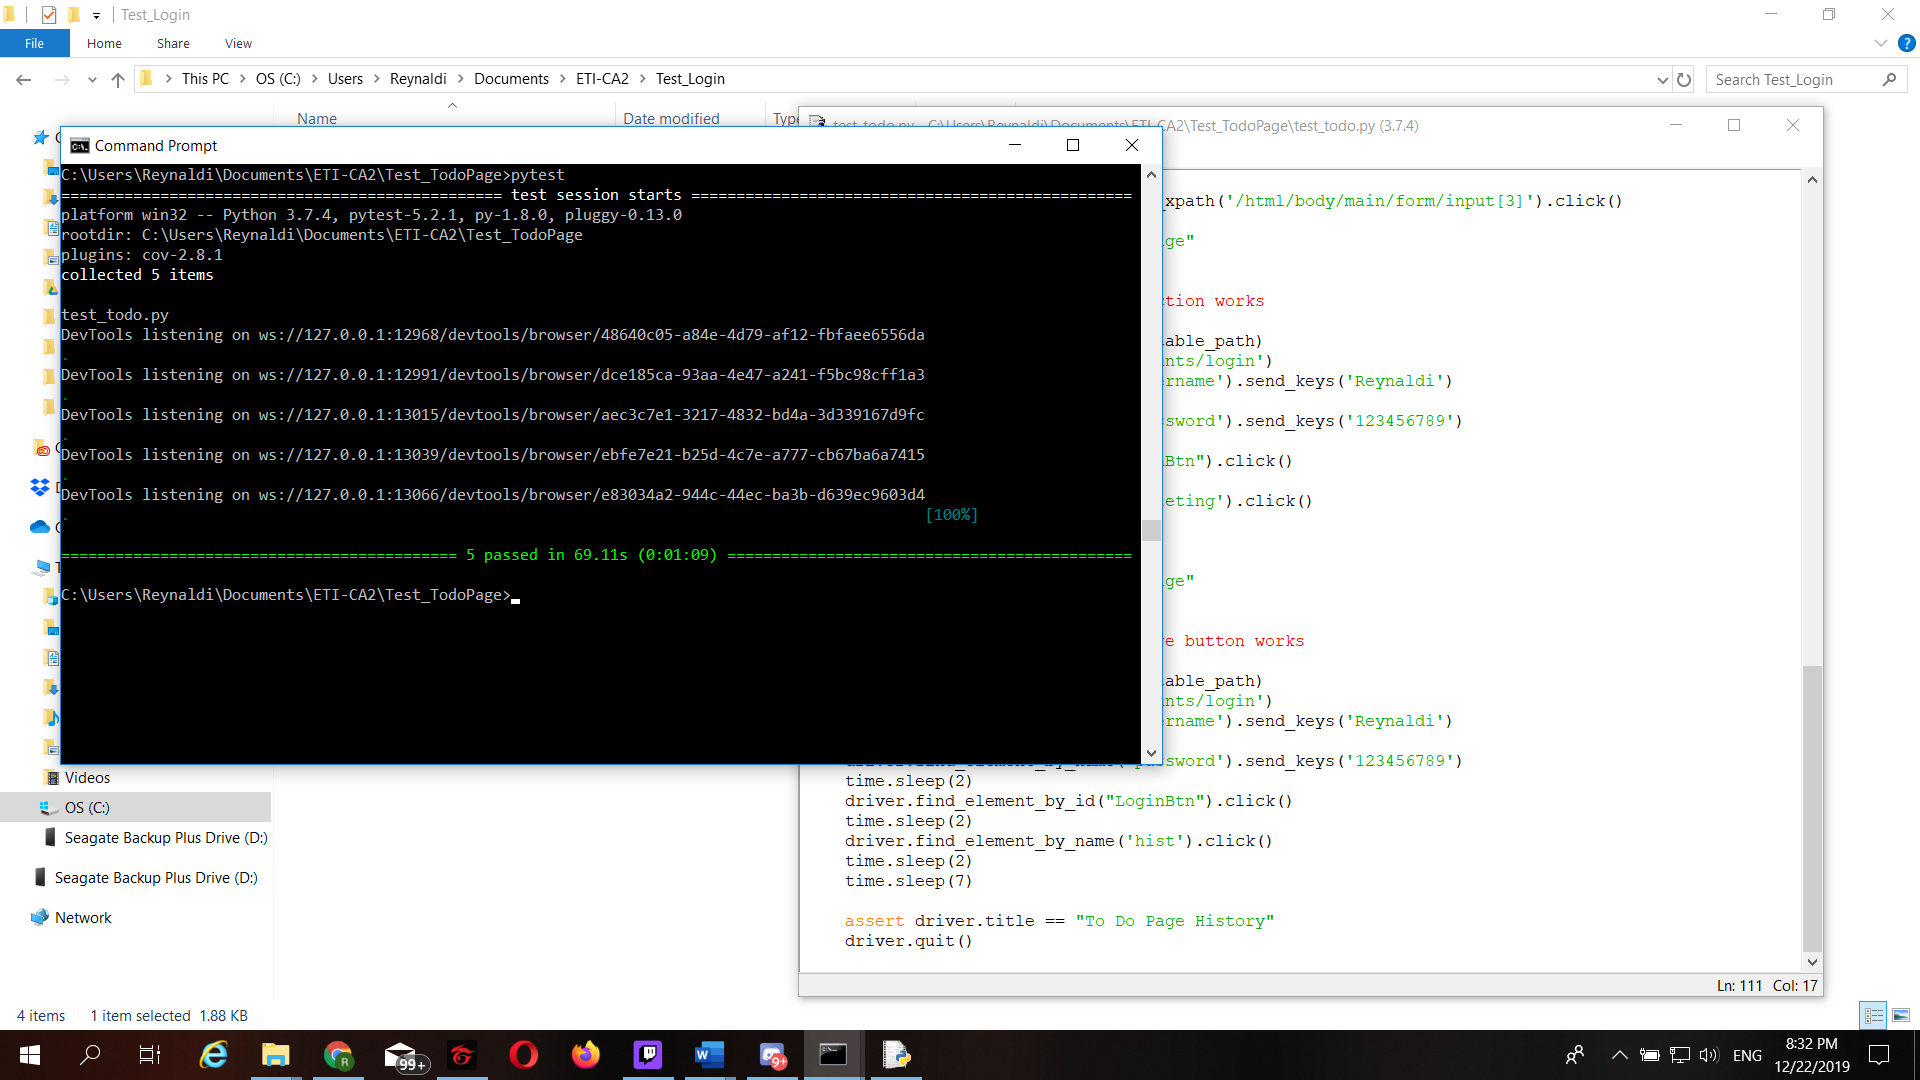 Test_Login
File Home Share View
This PC > OS (C:) > Users > Reynaldi > Documents > ETI-CA2 > Test_Login
Search Test_Login
Name Date modified Type
test_todo.py - C:\Users\Reynaldi\Documents\ETI-CA2\Test_TodoPage\test_todo.py (3.7.4)
Command Prompt
C:\Users\Reynaldi\Documents\ETI-CA2\Test_TodoPage>pytest
================================================= test session starts =================================================
platform win32 -- Python 3.7.4, pytest-5.2.1, py-1.8.0, pluggy-0.13.0
rootdir: C:\Users\Reynaldi\Documents\ETI-CA2\Test_TodoPage
plugins: cov-2.8.1
collected 5 items
test_todo.py
DevTools listening on ws://127.0.0.1:12968/devtools/browser/48640c05-a84e-4d79-af12-fbfaee6556da
.
DevTools listening on ws://127.0.0.1:12991/devtools/browser/dce185ca-93aa-4e47-a241-f5bc98cff1a3
.
DevTools listening on ws://127.0.0.1:13015/devtools/browser/aec3c7e1-3217-4832-bd4a-3d339167d9fc
.
DevTools listening on ws://127.0.0.1:13039/devtools/browser/ebfe7e21-b25d-4c7e-a777-cb67ba6a7415
.
DevTools listening on ws://127.0.0.1:13066/devtools/browser/e83034a2-944c-44ec-ba3b-d639ec9603d4
. [100%]
============================================ 5 passed in 69.11s (0:01:09) =============================================
C:\Users\Reynaldi\Documents\ETI-CA2\Test_TodoPage>
xpath('/html/body/main/form/input[3]').click()
ge"
ction works
able_path)
nts/login')
rname').send_keys('Reynaldi')
sword').send_keys('123456789')
Btn").click()
eting').click()
ge"
e button works
able_path)
nts/login')
rname').send_keys('Reynaldi')
sword').send_keys('123456789')
time.sleep(2)
driver.find_element_by_id("LoginBtn").click()
time.sleep(2)
driver.find_element_by_name('hist').click()
time.sleep(2)
time.sleep(7)
assert driver.title == "To Do Page History"
driver.quit()
Ln: 111 Col: 17
Videos
OS (C:)
Seagate Backup Plus Drive (D:)
Seagate Backup Plus Drive (D:)
Network
4 items 1 item selected 1.88 KB
99+
9+
ENG
8:32 PM
12/22/2019